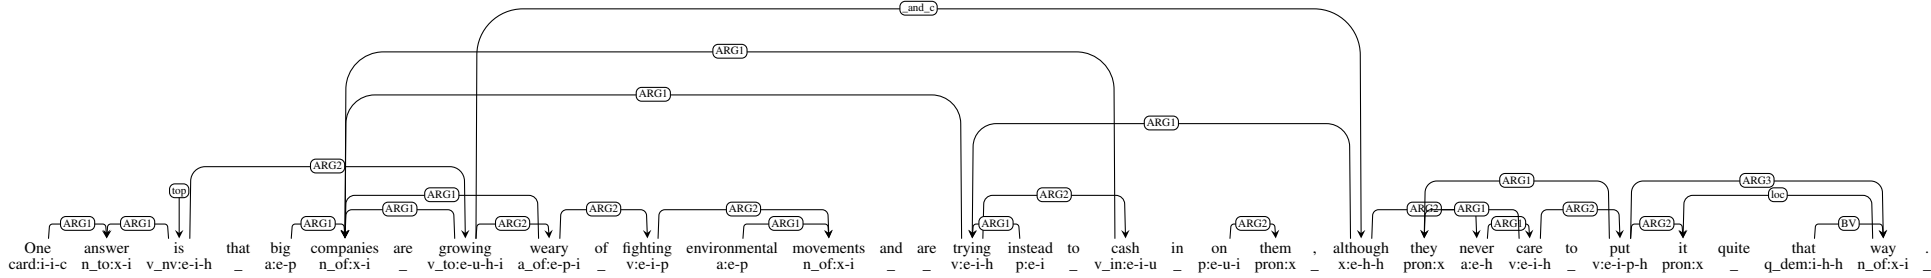 _and_c
ARG1
ARG1
ARG1
ARG2
top ARG1 ARG3
ARG1 ARG2 loc
ARG1 ARG2 ARG2 ARG2 ARG1 ARG2
ARG1 ARG1 ARG1 ARG2 ARG1 ARG1 ARG2 ARG1 ARG2 BV
One answer is that big companies are growing weary of fighting environmental movements and are trying instead to cash in on them , although they never care to put it quite that way .
card:i-i-c n_to:x-i v_nv:e-i-h _ a:e-p n_of:x-i _ v_to:e-u-h-i a_of:e-p-i _ v:e-i-p a:e-p n_of:x-i _ _ v:e-i-h p:e-i _ v_in:e-i-u _ p:e-u-i pron:x _ x:e-h-h pron:x a:e-h v:e-i-h _ v:e-i-p-h pron:x _ q_dem:i-h-h n_of:x-i _